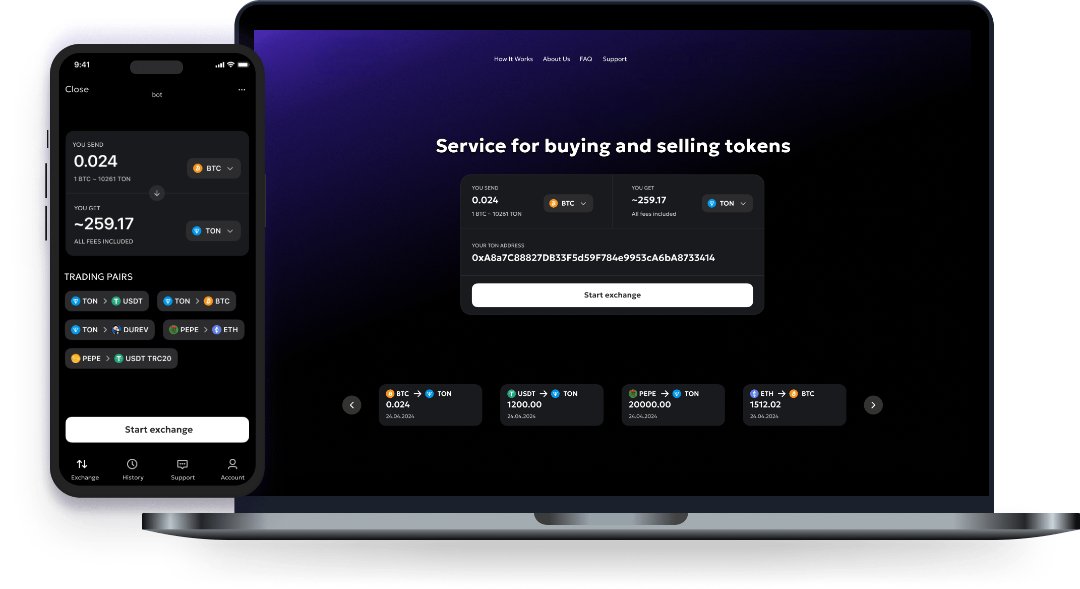 9:41
Close
bot
...
YOU SEND
0.024
BTC
1 BTC ~ 10261 TON
YOU GET
~259.17
TON
ALL FEES INCLUDED
TRADING PAIRS
TON > USDT
TON > BTC
TON > DUREV
PEPE > ETH
PEPE > USDT TRC20
Start exchange
Exchange
History
Support
Account
How It Works
About Us
FAQ
Support
Service for buying and selling tokens
YOU SEND
0.024
BTC
1 BTC ~ 10261 TON
YOU GET
~259.17
TON
All fees included
YOUR TON ADDRESS
0xA8a7C88827DB33F5d59F784e9953cA6bA8733414
Start exchange
BTC → TON
0.024
24.04.2024
USDT → TON
1200.00
24.04.2024
PEPE → TON
20000.00
24.04.2024
ETH → BTC
1512.02
24.04.2024